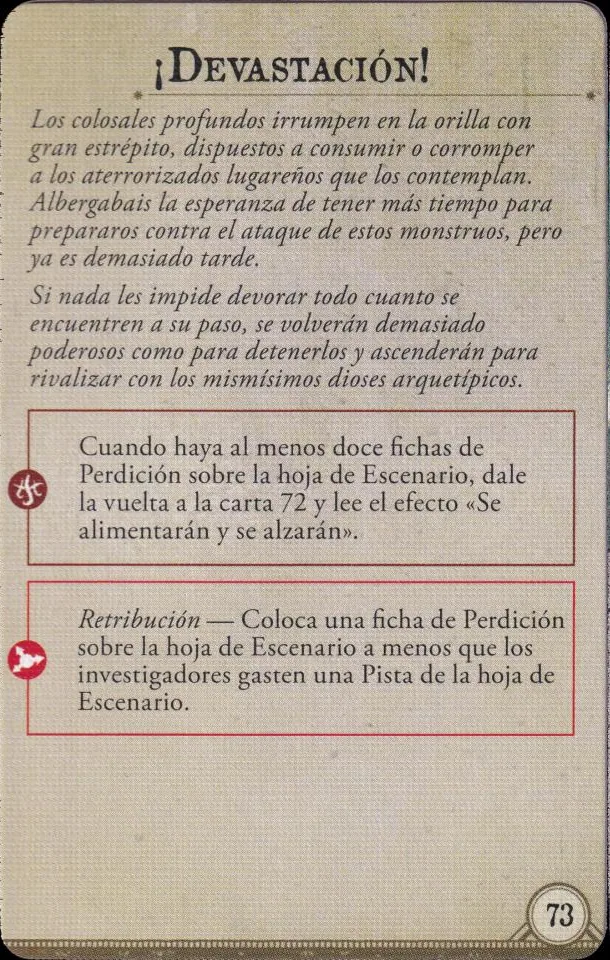 ¡DEVASTACIÓN!
Los colosales profundos irrumpen en la orilla con
gran estrépito, dispuestos a consumir o corromper
a los aterrorizados lugareños que los contemplan.
Albergabais la esperanza de tener más tiempo para
prepararos contra el ataque de estos monstruos, pero
ya es demasiado tarde.
Si nada les impide devorar todo cuanto se
encuentren a su paso, se volverán demasiado
poderosos como para detenerlos y ascenderán para
rivalizar con los mismísimos dioses arquetípicos.
Cuando haya al menos doce fichas de
Perdición sobre la hoja de Escenario, dale
la vuelta a la carta 72 y lee el efecto «Se
alimentarán y se alzarán».
Retribución — Coloca una ficha de Perdición
sobre la hoja de Escenario a menos que los
investigadores gasten una Pista de la hoja de
Escenario.
73